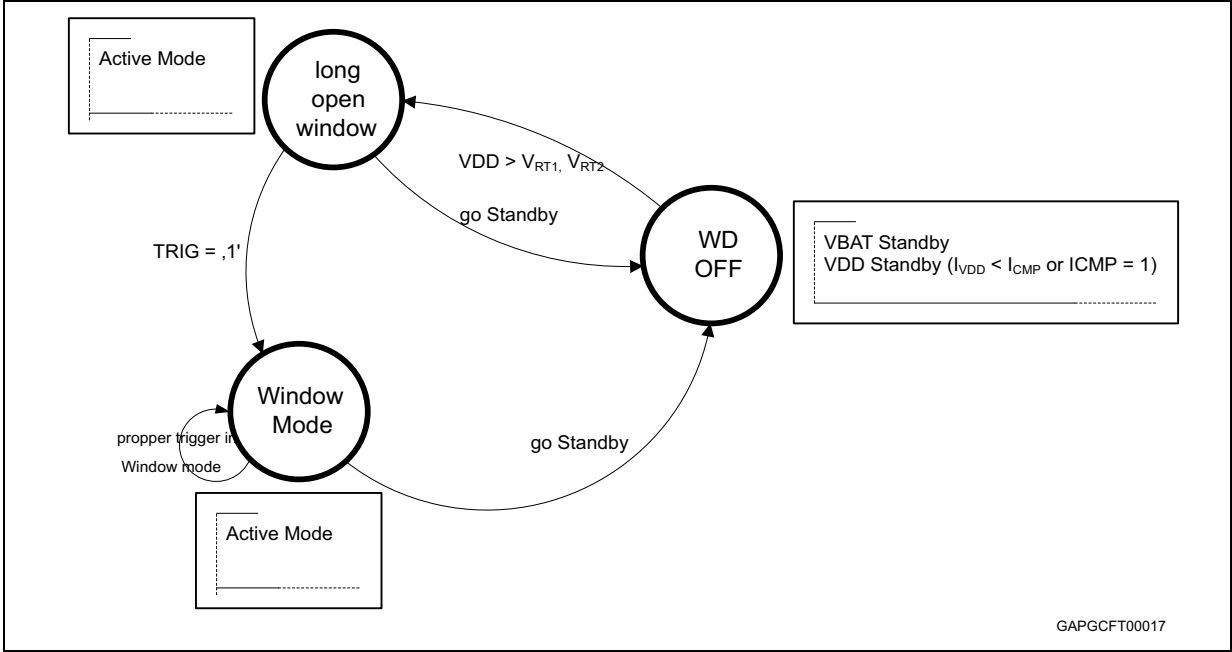 Active Mode
long
open
window
VDD > VRT1, VRT2
go Standby
WD
OFF
VBAT Standby
VDD Standby (IVDD < ICMP or ICMP = 1)
TRIG = ‚1'
Window
Mode
propper trigger in
Window mode
go Standby
Active Mode
GAPGCFT00017